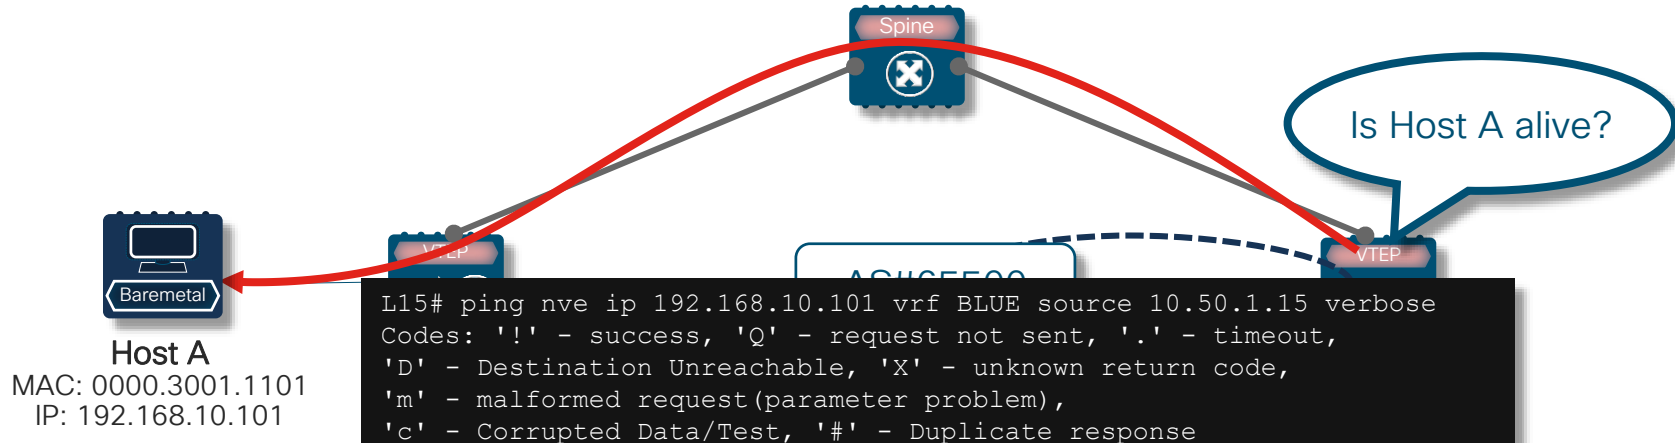 Spine
Is Host A alive?
VTEP
VTEP
Baremetal
Host A
MAC: 0000.3001.1101
IP: 192.168.10.101
L15# ping nve ip 192.168.10.101 vrf BLUE source 10.50.1.15 verbose
Codes: '!' - success, 'Q' - request not sent, '.' - timeout,
'D' - Destination Unreachable, 'X' - unknown return code,
'm' - malformed request(parameter problem),
'c' - Corrupted Data/Test, '#' - Duplicate response